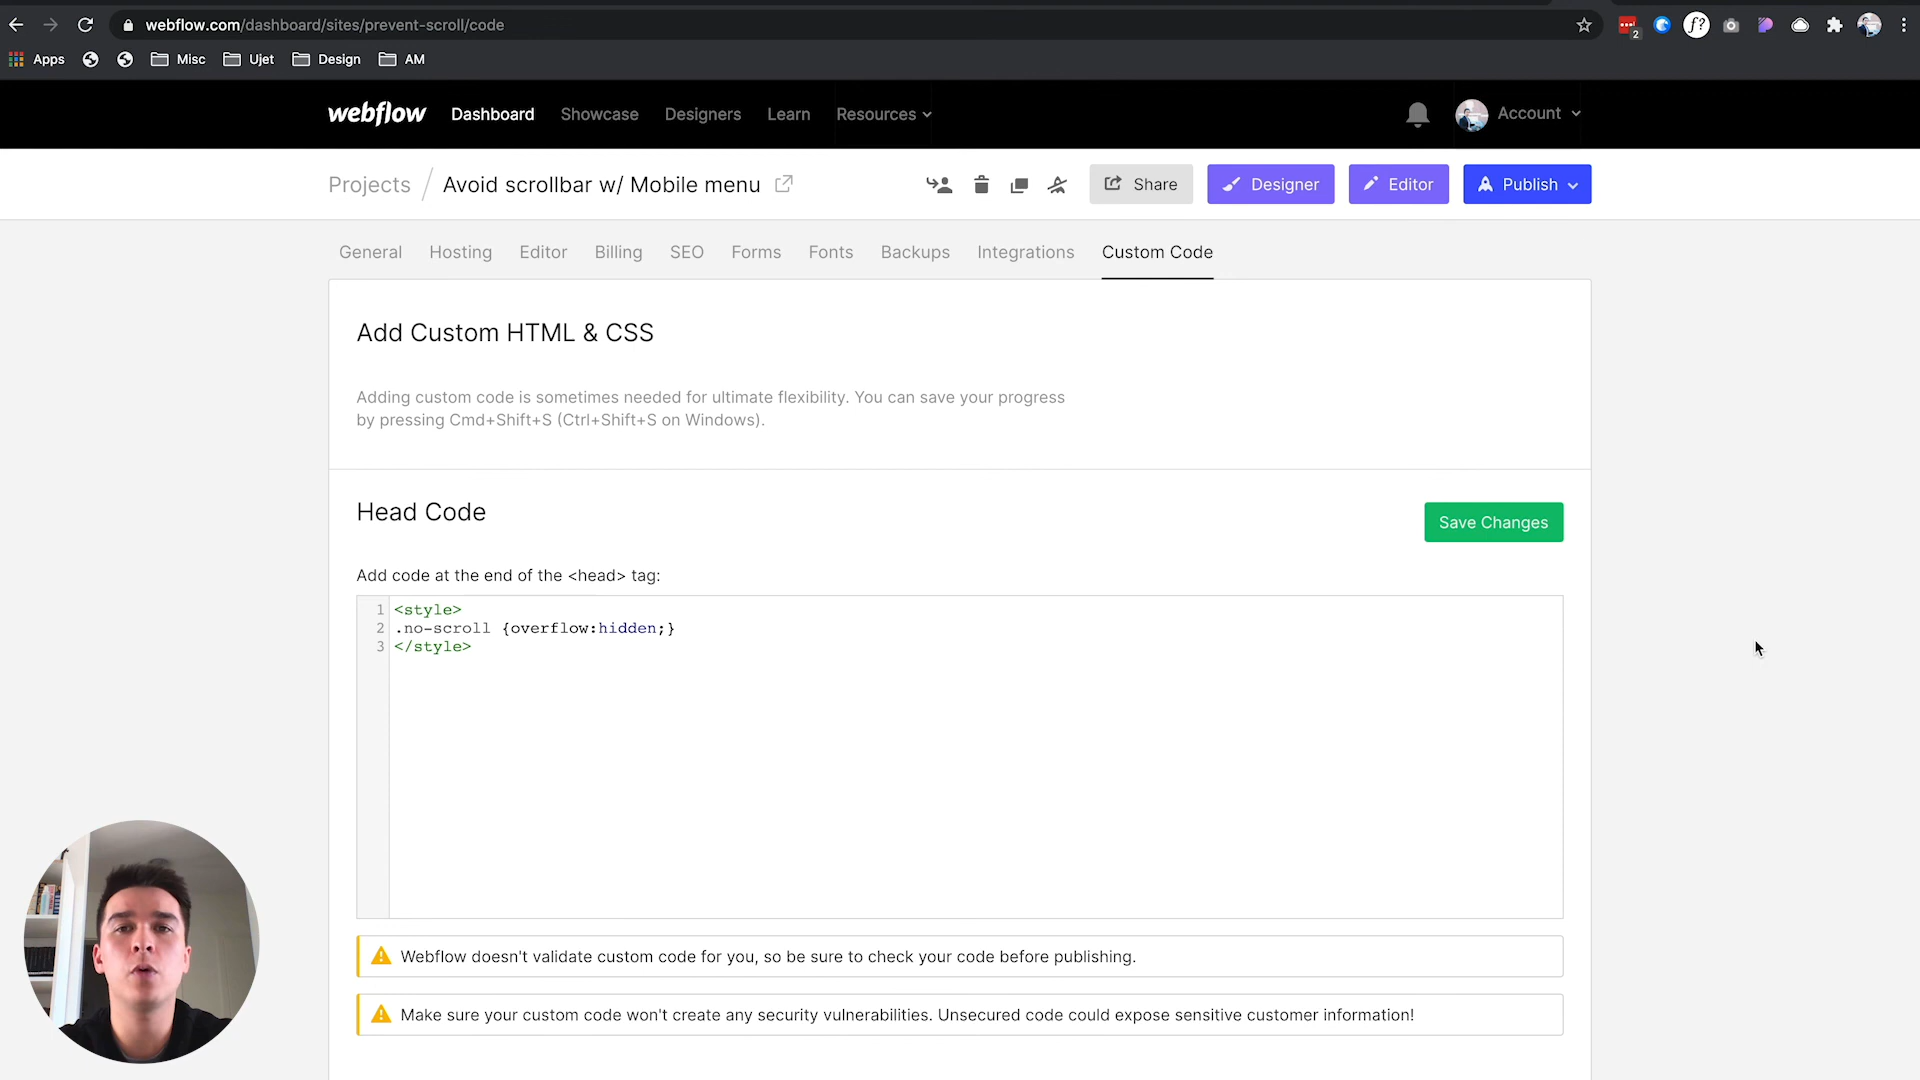 webflow.com/dashboard/sites/prevent-scroll/code
2
Apps
Misc
Ujet
Design
AM
webflow
Dashboard
Showcase
Designers
Learn
Resources
Account
Projects / Avoid scrollbar w/ Mobile menu
Share
Designer
Editor
Publish
General
Hosting
Editor
Billing
SEO
Forms
Fonts
Backups
Integrations
Custom Code
Add Custom HTML & CSS
Adding custom code is sometimes needed for ultimate flexibility. You can save your progress
by pressing Cmd+Shift+S (Ctrl+Shift+S on Windows).
Head Code
Save Changes
Add code at the end of the <head> tag:
1 <style>
2 .no-scroll {overflow:hidden;}
3 </style>
Webflow doesn't validate custom code for you, so be sure to check your code before publishing.
Make sure your custom code won't create any security vulnerabilities. Unsecured code could expose sensitive customer information!